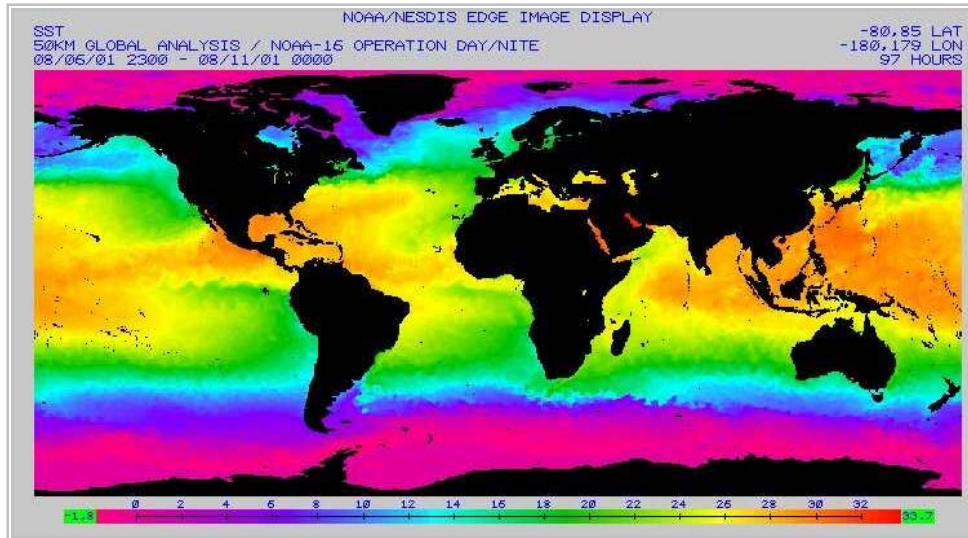 NOAA/NESDIS EDGE IMAGE DISPLAY
SST -80,85 LAT
50KM GLOBAL ANALYSIS / NOAA-16 OPERATION DAY/NITE -180,179 LON
08/06/01 2300 - 08/11/01 0000 97 HOURS
-1.8 0 2 4 6 8 10 12 14 16 18 20 22 24 26 28 30 32 33.7